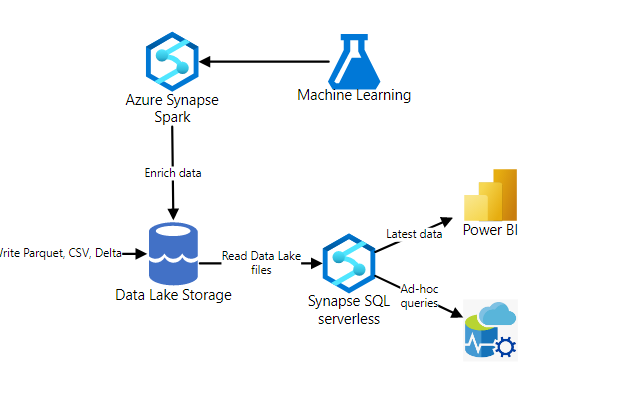 Azure Synapse
Spark
Machine Learning
Enrich data
Parquet, CSV, Delta
Data Lake Storage
Read Data Lake
files
Synapse SQL
serverless
Latest data
Power BI
Ad-hoc
queries